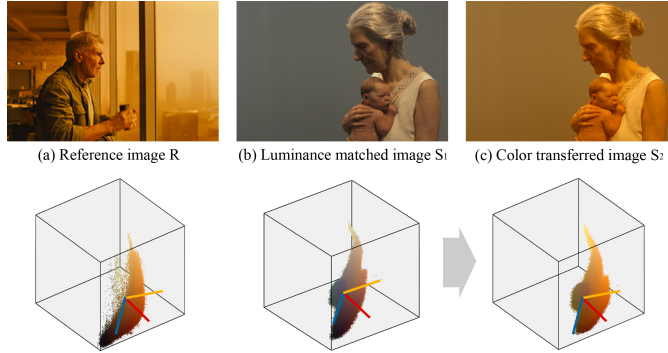 (a) Reference image R
(b) Luminance matched image S1
(c) Color transferred image S2